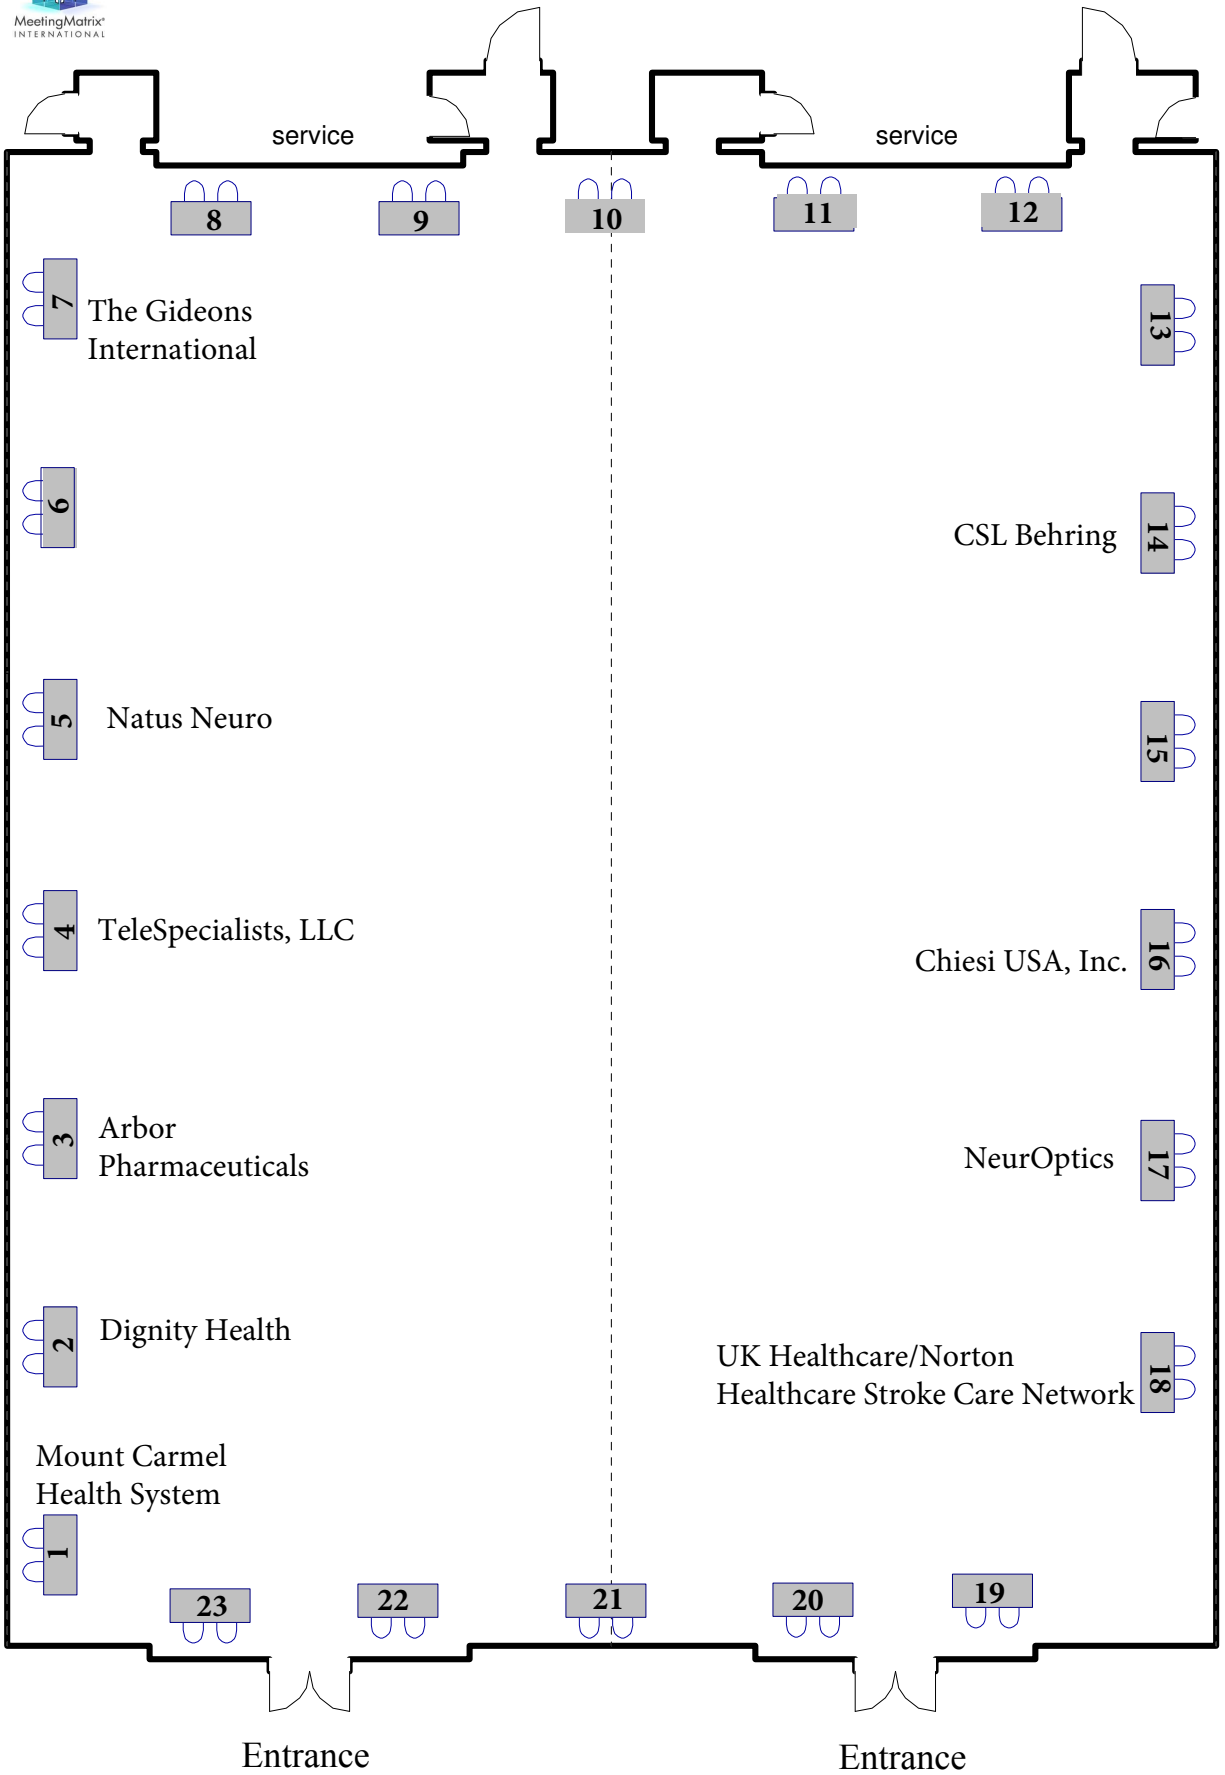 MeetingMatrix®
INTERNATIONAL
service
service
8
9
10
11
12
7
The Gideons
International
13
6
CSL Behring
14
5
Natus Neuro
15
4
TeleSpecialists, LLC
Chiesi USA, Inc.
16
3
Arbor
Pharmaceuticals
NeurOptics
17
2
Dignity Health
UK Healthcare/Norton
Healthcare Stroke Care Network
18
Mount Carmel
Health System
1
23
22
21
20
19
Entrance
Entrance